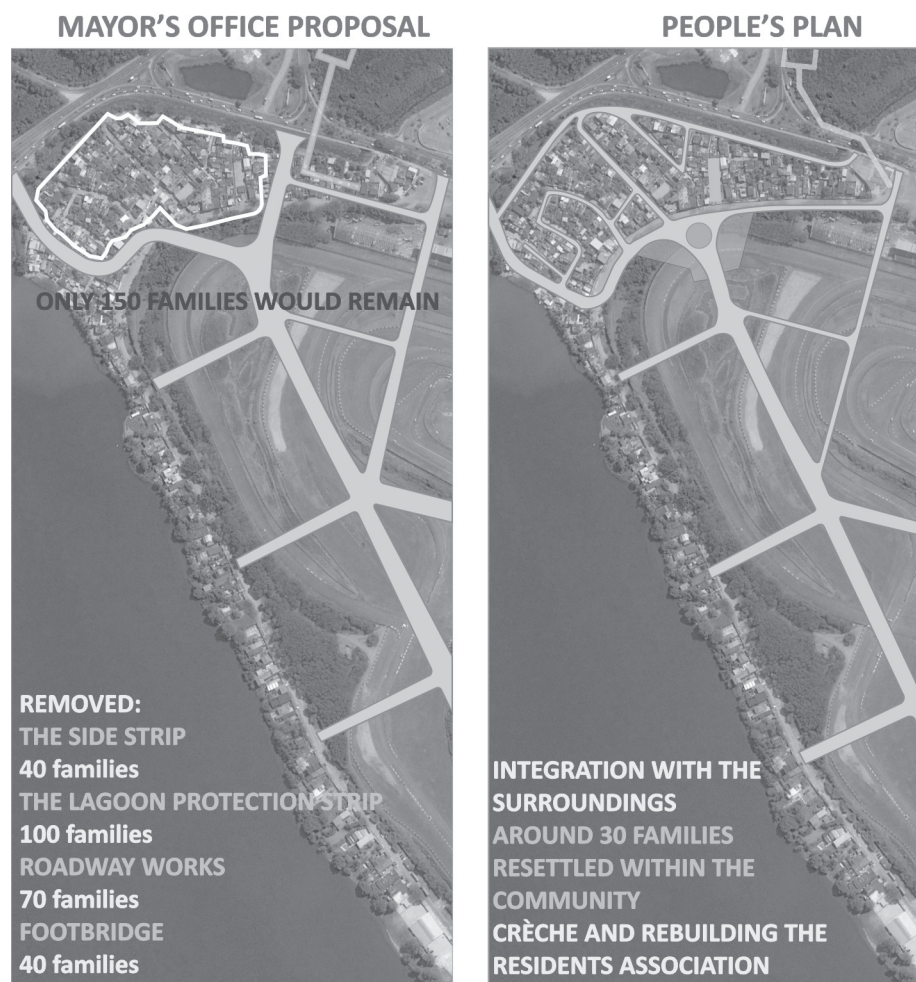 MAYOR'S OFFICE PROPOSAL
ONLY 150 FAMILIES WOULD REMAIN
REMOVED:
THE SIDE STRIP
40 families
THE LAGOON PROTECTION STRIP
100 families
ROADWAY WORKS
70 families
FOOTBRIDGE
40 families
PEOPLE'S PLAN
INTEGRATION WITH THE
SURROUNDINGS
AROUND 30 FAMILIES
RESETTLED WITHIN THE
COMMUNITY
CRÈCHE AND REBUILDING THE
RESIDENTS ASSOCIATION